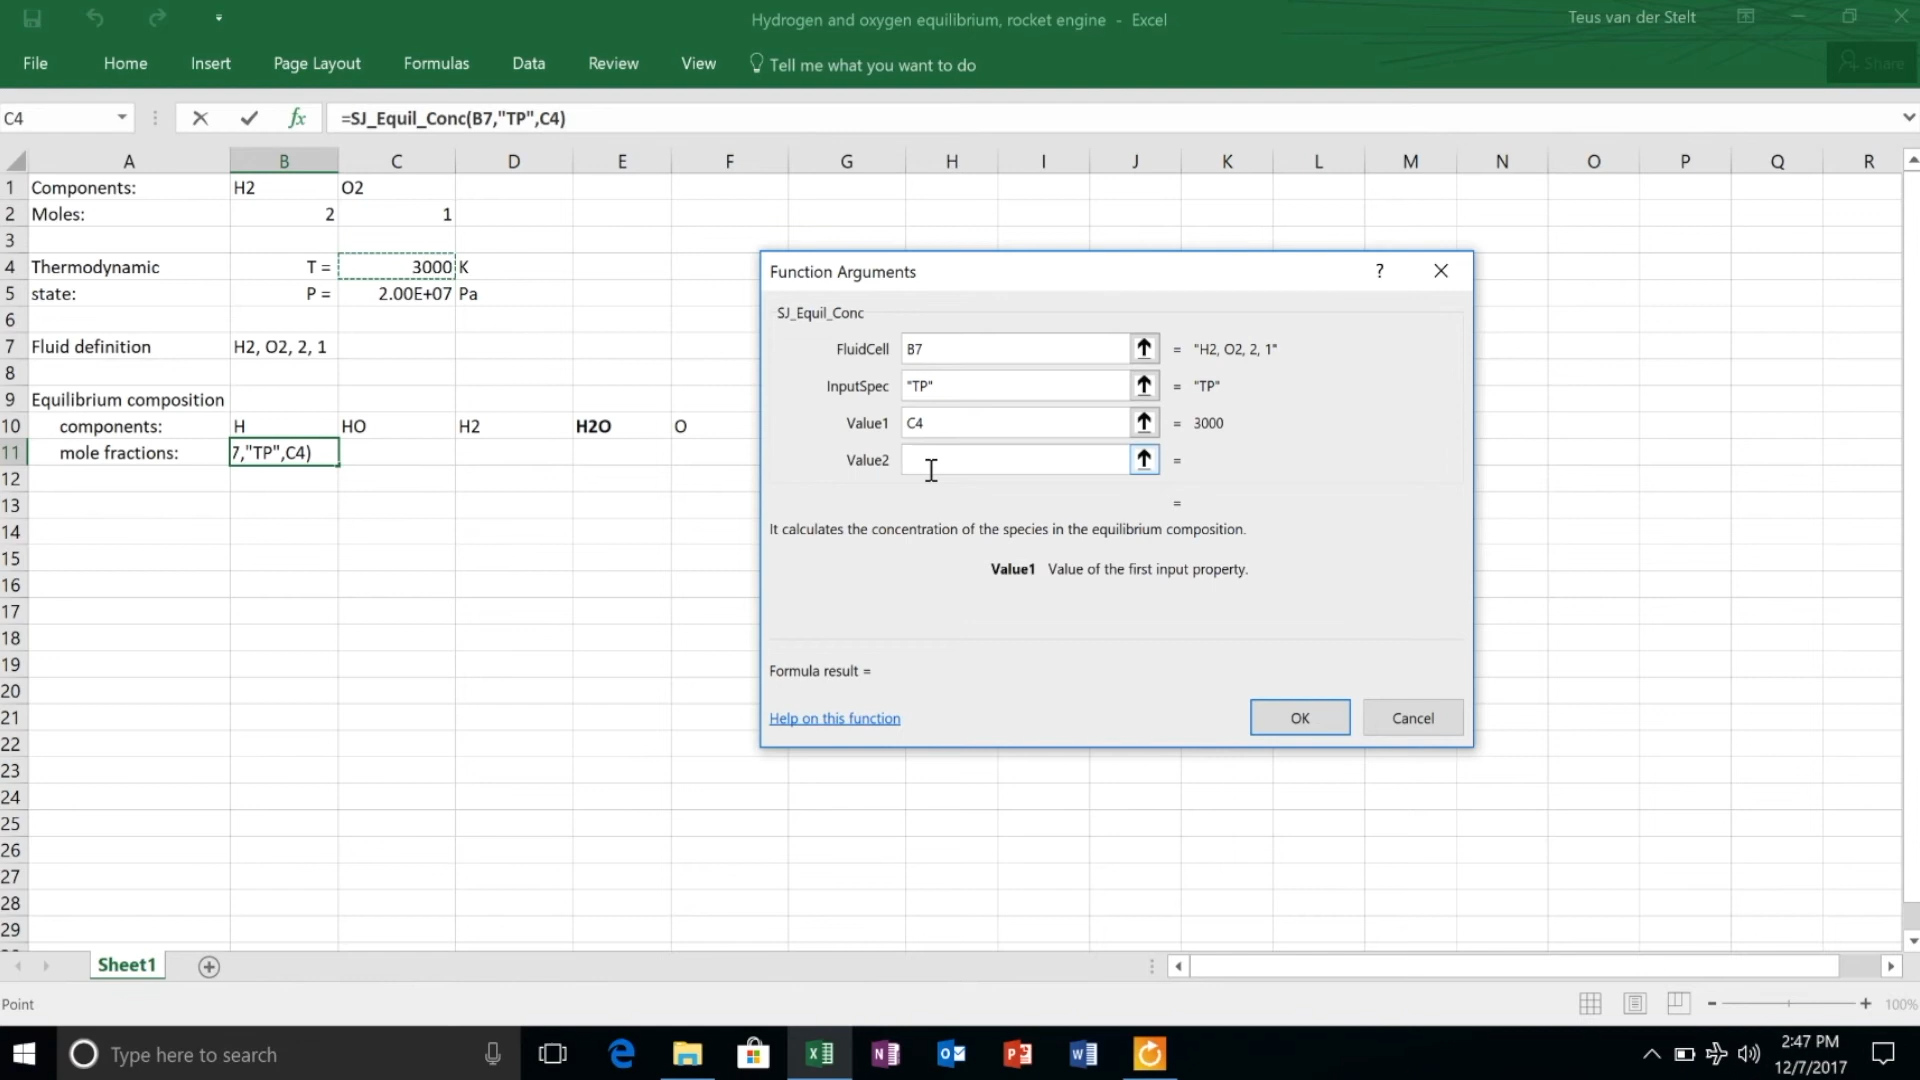 Hydrogen and oxygen equilibrium, rocket engine - Excel
Teus van der Stelt
File Home Insert Page Layout Formulas Data Review View Tell me what you want to do
Share
C4 fx =SJ_Equil_Conc(B7,"TP",C4)
A B C D E F G H I J K L M N O P Q R
1 Components: H2 O2
2 Moles: 2 1
3
4 Thermodynamic T = 3000 K
5 state: P = 2.00E+07 Pa
6
7 Fluid definition H2, O2, 2, 1
8
9 Equilibrium composition
10 components: H HO H2 H2O O
11 mole fractions: 7,"TP",C4)
12
13
14
15
16
17
18
19
20
21
22
23
24
25
26
27
28
29
Function Arguments ?
SJ_Equil_Conc
FluidCell B7 = "H2, O2, 2, 1"
InputSpec "TP" = "TP"
Value1 C4 = 3000
Value2 =
=
It calculates the concentration of the species in the equilibrium composition.
Value1 Value of the first input property.
Formula result =
Help on this function OK Cancel
Sheet1
Point 100%
Type here to search
2:47 PM
12/7/2017